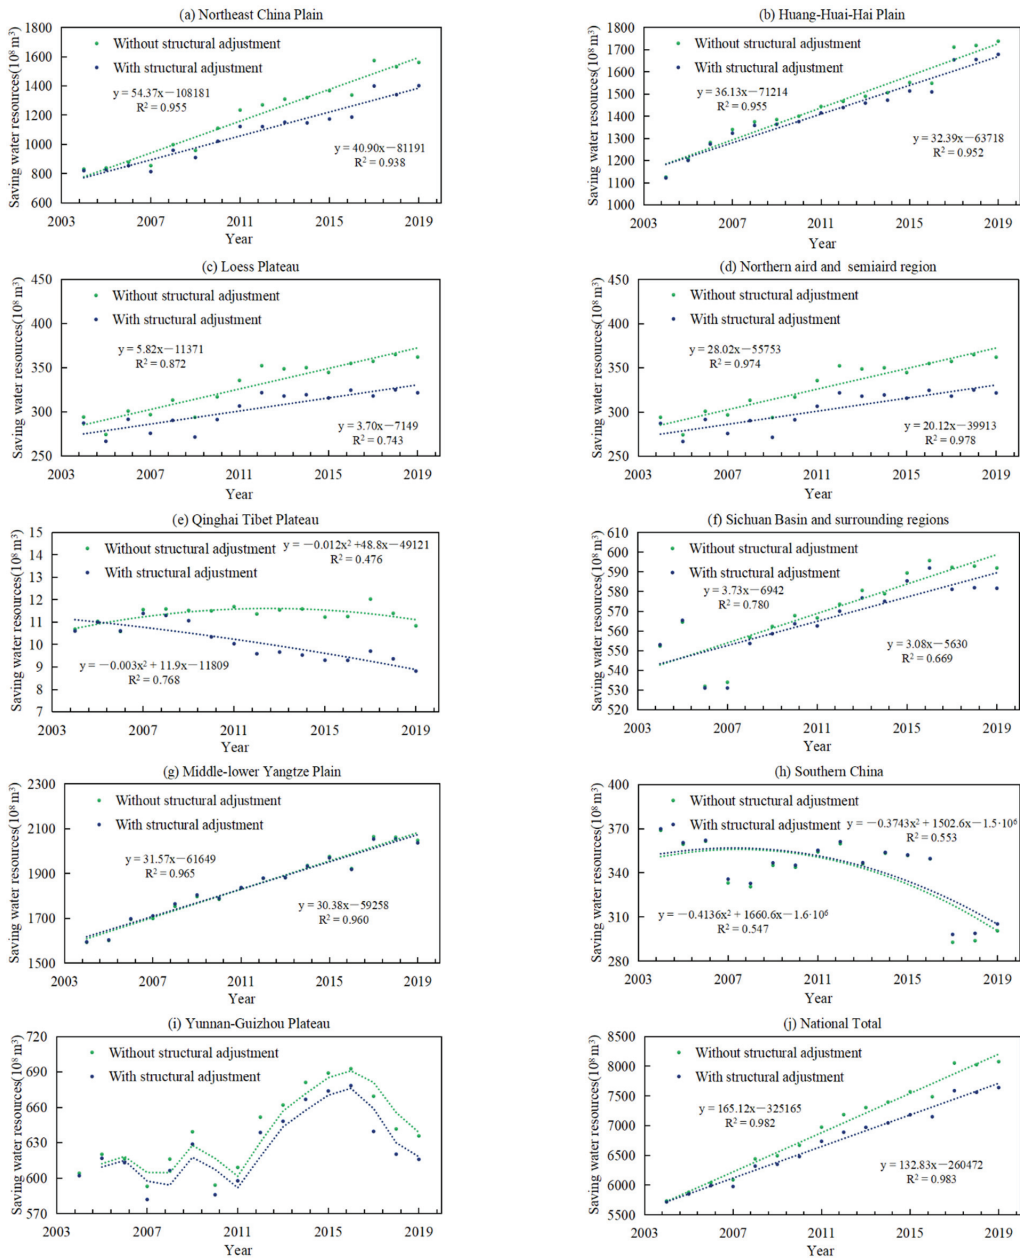 (a) Northeast China Plain
Saving water resources(10⁸ m³)
1800
1600
1400
1200
1000
800
600
Without structural adjustment
With structural adjustment
y = 54.37x－108181
R² = 0.955
40.90x－81191
R² = 0.938
2003 2007 2011 2015 2019
Year
(b) Huang-Huai-Hai Plain
Saving water resources(10⁸ m³)
1800
1700
1600
1500
1400
1300
1200
1100
1000
Without structural adjustment
With structural adjustment
y = 36.13x－71214
R² = 0.955
32.39x－63718
R² = 0.952
2003 2007 2011 2015 2019
Year
(c) Loess Plateau
Saving water resources(10⁸ m³)
450
400
350
300
250
Without structural adjustment
With structural adjustment
y = 5.82x－11371
R² = 0.872
3.70x－7149
R² = 0.743
2003 2007 2011 2015 2019
Year
(d) Northern aird and semiaird region
Saving water resources(10⁸ m³)
450
400
350
300
250
Without structural adjustment
With structural adjustment
y = 28.02x－55753
R² = 0.974
20.12x－39913
R² = 0.978
2003 2007 2011 2015 2019
Year
(e) Qinghai Tibet Plateau
Saving water resources(10⁸ m³)
15
14
13
12
11
10
9
8
7
Without structural adjustment
With structural adjustment
y = －0.012x² +48.8x－49121
R² = 0.476
y = －0.003x² + 11.9x－11809
R² = 0.768
2003 2007 2011 2015 2019
Year
(f) Sichuan Basin and surrounding regions
Saving water resources(10⁸ m³)
610
600
590
580
570
560
550
540
530
520
Without structural adjustment
With structural adjustment
y = 3.73x－6942
R² = 0.780
3.08x－5630
R² = 0.669
2003 2007 2011 2015 2019
Year
(g) Middle-lower Yangtze Plain
Saving water resources(10⁸ m³)
2300
2100
1900
1700
1500
Without structural adjustment
With structural adjustment
y = 31.57x－61649
R² = 0.965
30.38x－59258
R² = 0.960
2003 2007 2011 2015 2019
Year
(h) Southern China
Saving water resources(10⁸ m³)
400
370
340
310
280
Without structural adjustment
With structural adjustment
y = －0.3743x² + 1502.6x－1.5·10⁶
R² = 0.553
y = －0.4136x² + 1660.6x－1.6·10⁶
R² = 0.547
2003 2007 2011 2015 2019
Year
(i) Yunnan-Guizhou Plateau
Saving water resources(10⁸ m³)
720
690
660
630
600
570
Without structural adjustment
With structural adjustment
2003 2007 2011 2015 2019
Year
(j) National Total
Saving water resources(10⁸ m³)
8500
8000
7500
7000
6500
6000
5500
5000
Without structural adjustment
With structural adjustment
y = 165.12x－325165
R² = 0.982
132.83x－260472
R² = 0.983
2003 2007 2011 2015 2019
Year